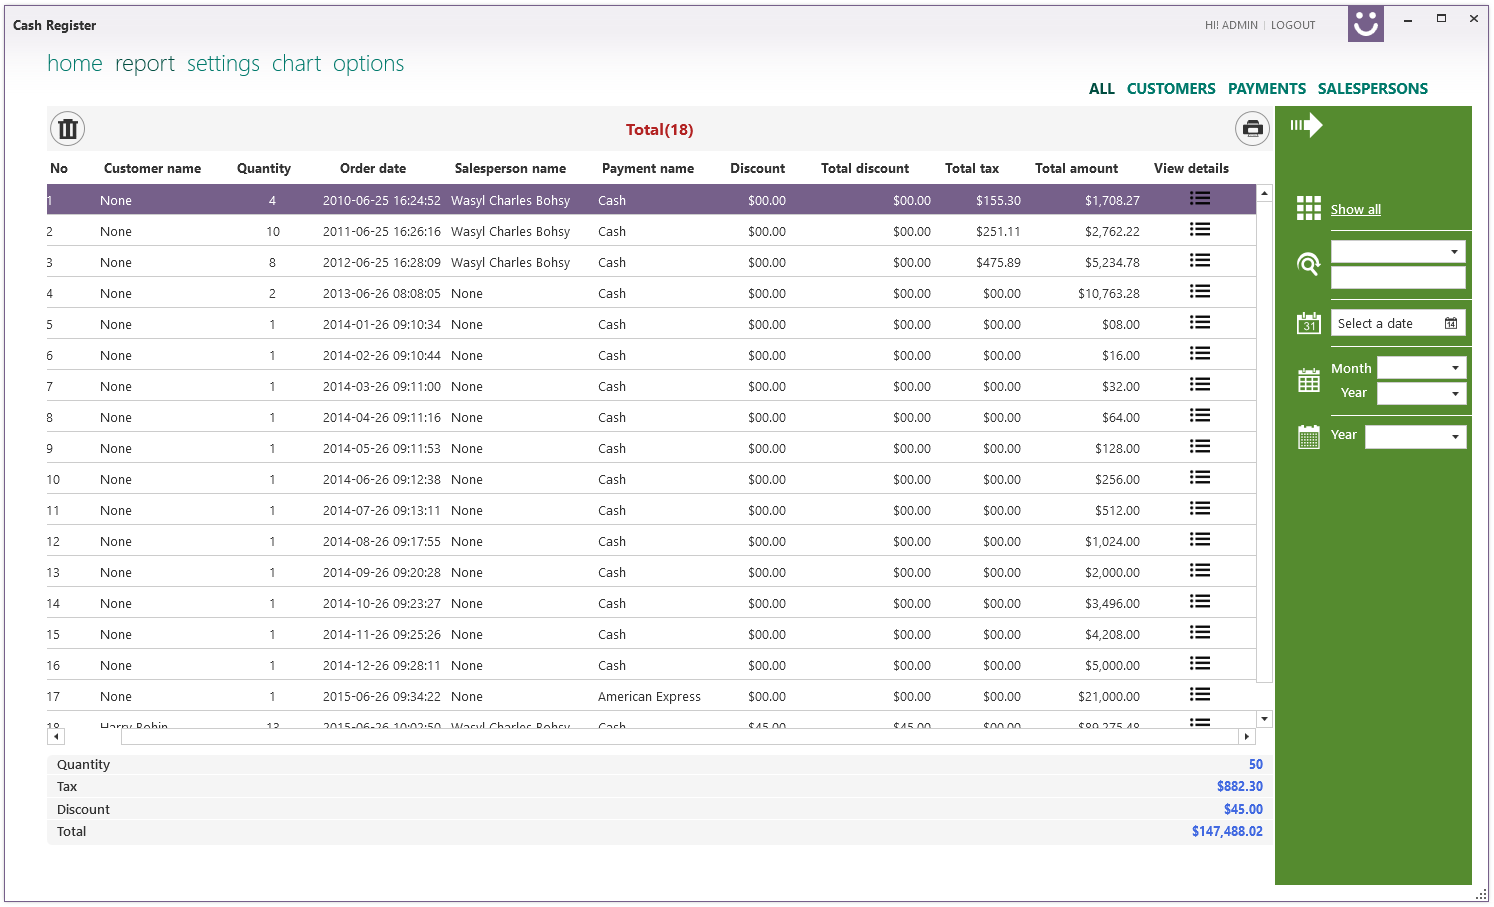 Cash Register
HI! ADMIN | LOGOUT
home report settings chart options
ALL CUSTOMERS PAYMENTS SALESPERSONS
Total(18)
No Customer name Quantity Order date Salesperson name Payment name Discount Total discount Total tax Total amount View details
1 None 4 2010-06-25 16:24:52 Wasyl Charles Bohsy Cash $00.00 $00.00 $155.30 $1,708.27
2 None 10 2011-06-25 16:26:16 Wasyl Charles Bohsy Cash $00.00 $00.00 $251.11 $2,762.22
3 None 8 2012-06-25 16:28:09 Wasyl Charles Bohsy Cash $00.00 $00.00 $475.89 $5,234.78
4 None 2 2013-06-26 08:08:05 None Cash $00.00 $00.00 $00.00 $10,763.28
5 None 1 2014-01-26 09:10:34 None Cash $00.00 $00.00 $00.00 $08.00
6 None 1 2014-02-26 09:10:44 None Cash $00.00 $00.00 $00.00 $16.00
7 None 1 2014-03-26 09:11:00 None Cash $00.00 $00.00 $00.00 $32.00
8 None 1 2014-04-26 09:11:16 None Cash $00.00 $00.00 $00.00 $64.00
9 None 1 2014-05-26 09:11:53 None Cash $00.00 $00.00 $00.00 $128.00
10 None 1 2014-06-26 09:12:38 None Cash $00.00 $00.00 $00.00 $256.00
11 None 1 2014-07-26 09:13:11 None Cash $00.00 $00.00 $00.00 $512.00
12 None 1 2014-08-26 09:17:55 None Cash $00.00 $00.00 $00.00 $1,024.00
13 None 1 2014-09-26 09:20:28 None Cash $00.00 $00.00 $00.00 $2,000.00
14 None 1 2014-10-26 09:23:27 None Cash $00.00 $00.00 $00.00 $3,496.00
15 None 1 2014-11-26 09:25:26 None Cash $00.00 $00.00 $00.00 $4,208.00
16 None 1 2014-12-26 09:28:11 None Cash $00.00 $00.00 $00.00 $5,000.00
17 None 1 2015-06-26 09:34:22 None American Express $00.00 $00.00 $00.00 $21,000.00
18 Harry Robin 13 2015-06-26 10:02:50 Wasyl Charles Bohsy Cash $45.00 $45.00 $00.00 $89,275.48
Quantity 50
Tax $882.30
Discount $45.00
Total $147,488.02
Show all
31 Select a date 14
Month
Year
Year